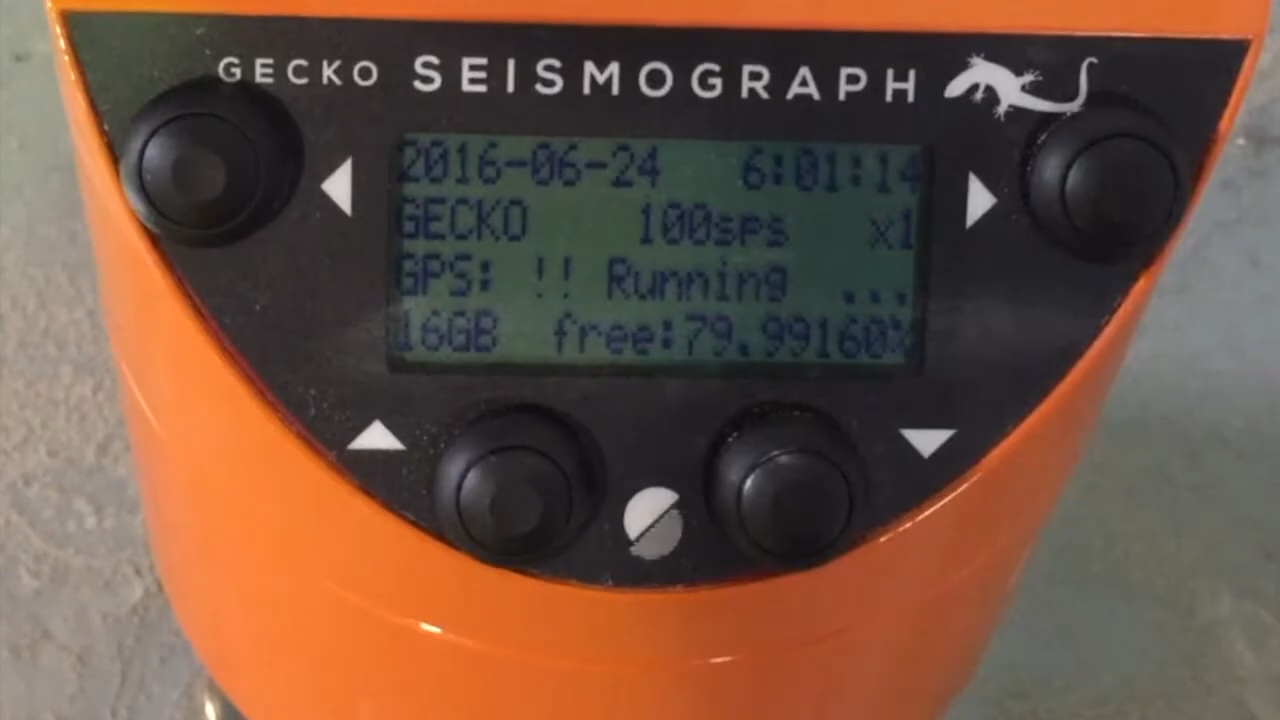 GECKO SEISMOGRAPH
2016-06-24 6:01:14
GECKO 100sps x1
GPS: !! Running ...
16GB free:79.99160%